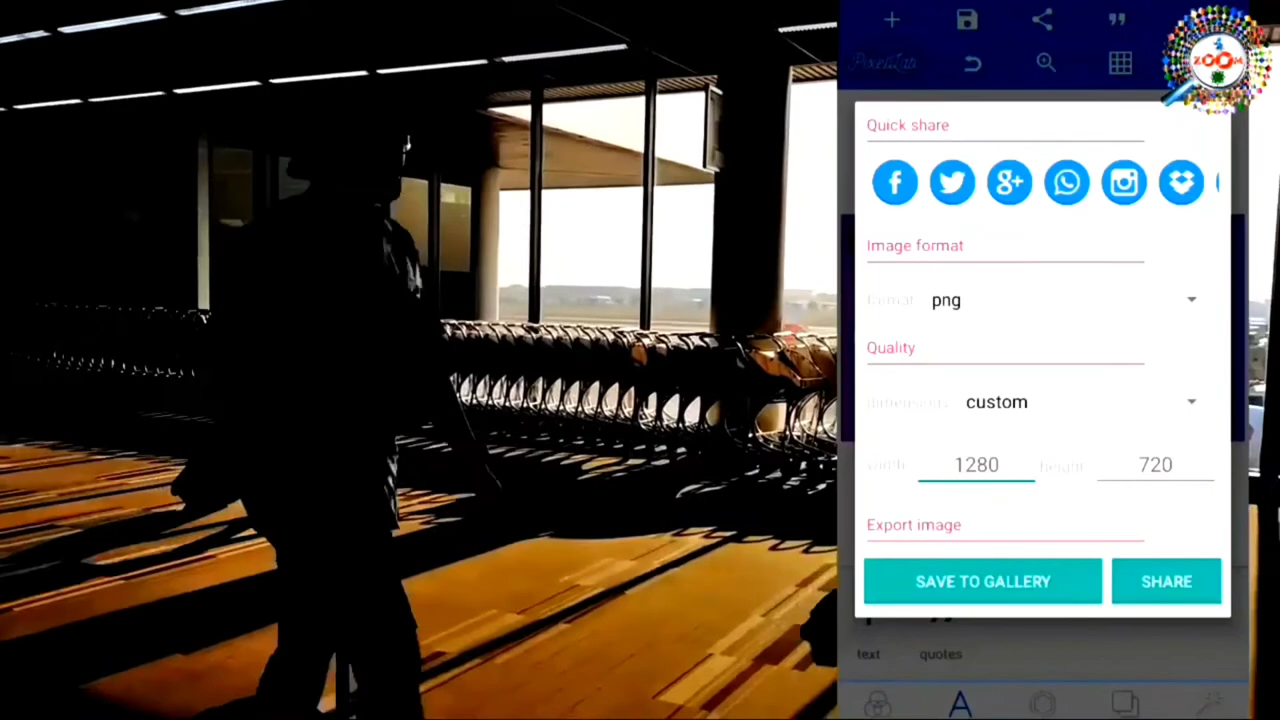 PixelLab
ZOOM
Quick share
Image format
format png
Quality
dimensions custom
width 1280 height 720
Export image
SAVE TO GALLERY SHARE
text quotes